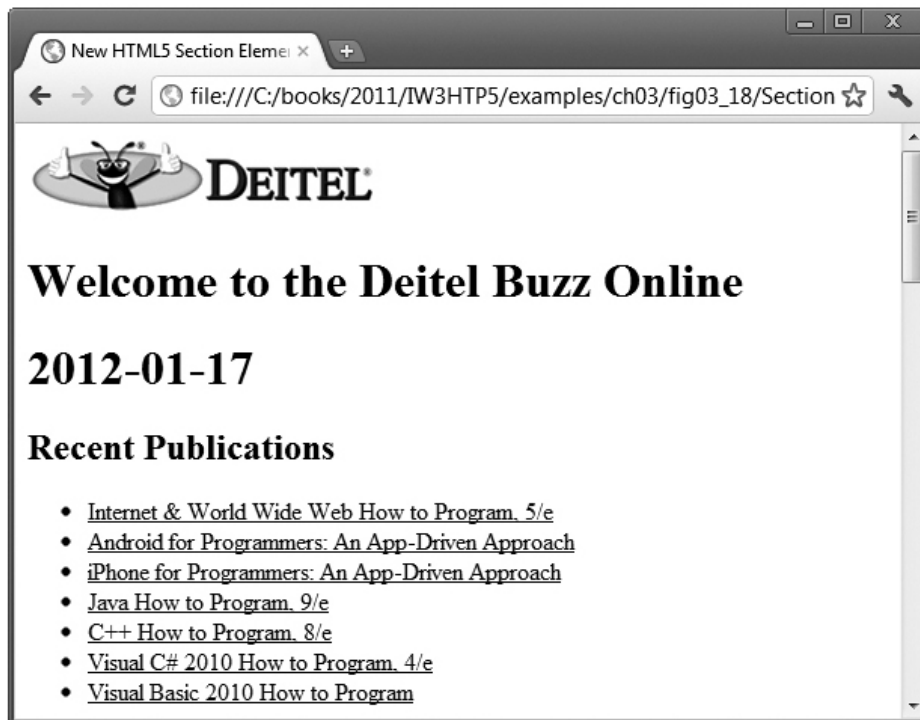 New HTML5 Section Elemen
file:///C:/books/2011/IW3HTP5/examples/ch03/fig03_18/Section
DEITEL®
Welcome to the Deitel Buzz Online
2012-01-17
Recent Publications
• Internet & World Wide Web How to Program, 5/e
• Android for Programmers: An App-Driven Approach
• iPhone for Programmers: An App-Driven Approach
• Java How to Program, 9/e
• C++ How to Program, 8/e
• Visual C# 2010 How to Program, 4/e
• Visual Basic 2010 How to Program